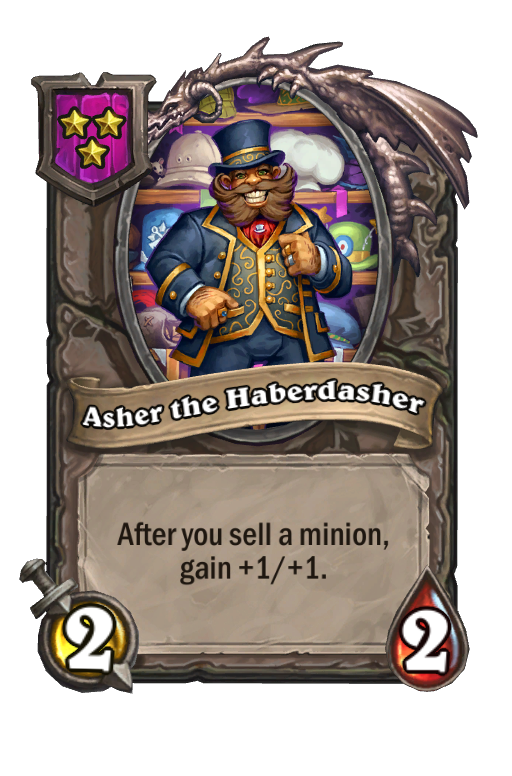 Asher the Haberdasher
After you sell a minion,
gain +1/+1.
2
2